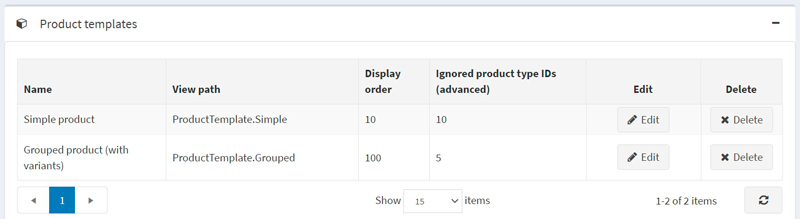 Product templates
Name View path Display order Ignored product type IDs (advanced) Edit Delete
Simple product ProductTemplate.Simple 10 10 Edit Delete
Grouped product (with variants) ProductTemplate.Grouped 100 5 Edit Delete
1 Show 15 items 1-2 of 2 items